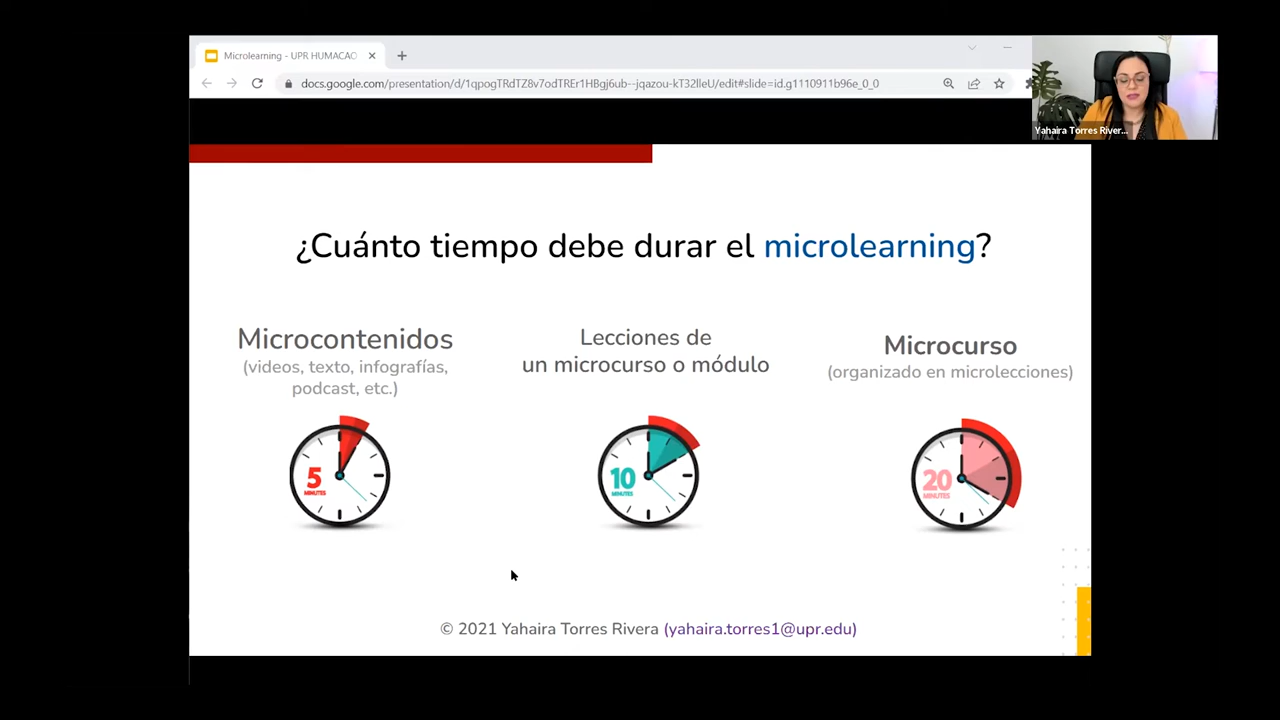 Microlearning - UPR HUMACAO
docs.google.com/presentation/d/1qpogTRdTZ8v7odTREr1HBgj6ub--jqazou-kT32lleU/edit#slide=id.g1110911b96e_0_0
Yahaira Torres River...
¿Cuánto tiempo debe durar el microlearning?
Microcontenidos
(videos, texto, infografías,
podcast, etc.)
5
MINUTES
Lecciones de
un microcurso o módulo
10
MINUTES
Microcurso
(organizado en microlecciones)
20
MINUTES
© 2021 Yahaira Torres Rivera (yahaira.torres1@upr.edu)